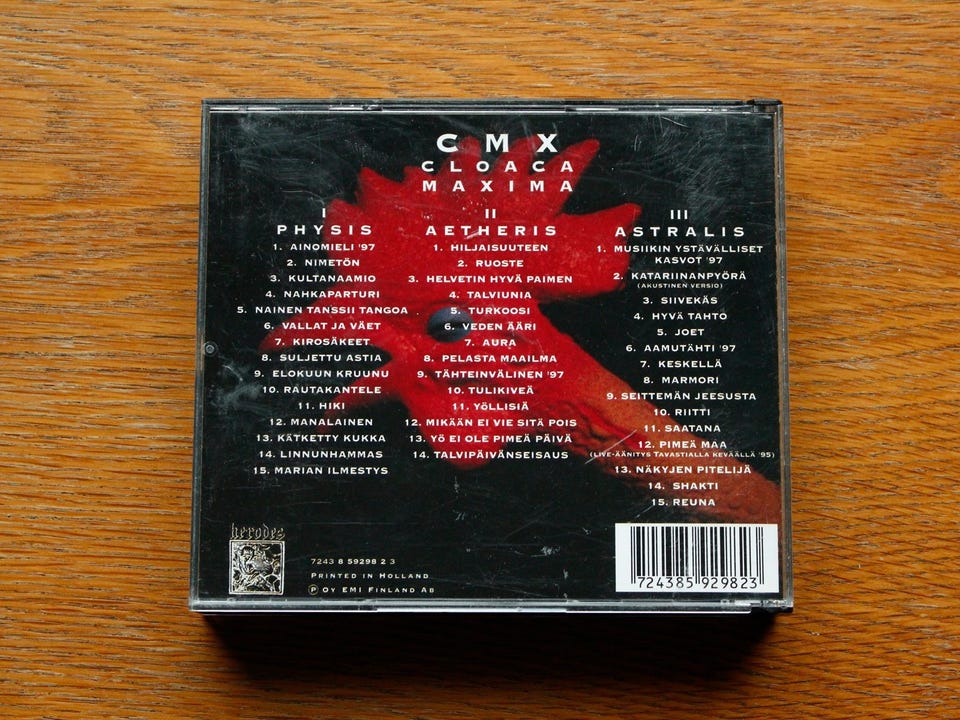 CMX
CLOACA
MAXIMA
I
PHYSIS
1. AINOMIELI '97
2. NIMETÖN
3. KULTANAAMIO
4. NAHKAPARTURI
5. NAINEN TANSSII TANGOA
6. VALLAT JA VÄET
7. KIROSÄKEET
8. SULJETTU ASTIA
9. ELOKUUN KRUUNU
10. RAUTAKANTELE
11. HIKI
12. MANALAINEN
13. KÄTKETTY KUKKA
14. LINNUNHAMMAS
15. MARIAN ILMESTYS
II
AETHERIS
1. HILJAISUUTEEN
2. RUOSTE
3. HELVETIN HYVÄ PAIMEN
4. TALVIUNIA
5. TURKOOSI
6. VEDEN ÄÄRI
7. AURA
8. PELASTA MAAILMA
9. TÄHTEINVÄLINEN '97
10. TULIKIVEÄ
11. YÖLLISIÄ
12. MIKÄÄN EI VIE SITÄ POIS
13. YÖ EI OLE PIMEÄ PÄIVÄ
14. TALVIPÄIVÄNSEISAUS
III
ASTRALIS
1. MUSIIKIN YSTÄVÄLLISET
KASVOT '97
2. KATARIINANPYÖRÄ
(AKUSTINEN VERSIO)
3. SIIVEKÄS
4. HYVÄ TAHTO
5. JOET
6. AAMUTÄHTI '97
7. KESKELLÄ
8. MARMORI
9. SEITTEMÄN JEESUSTA
10. RIITTI
11. SAATANA
12. PIMEÄ MAA
(LIVE-ÄÄNITYS TAVASTIALLA KEVÄÄLLÄ '95)
13. NÄKYJEN PITELIJÄ
14. SHAKTI
15. REUNA
herodes
7243 8 59298 2 3
PRINTED IN HOLLAND
Ⓟ OY EMI FINLAND AB
724385 929823